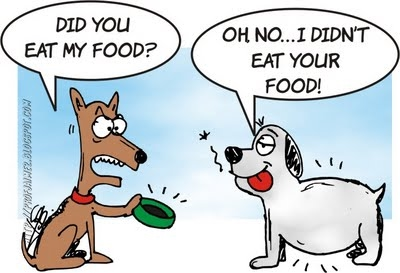 DID YOU
EAT MY FOOD?
OH, NO...I DIDN'T
EAT YOUR
FOOD!